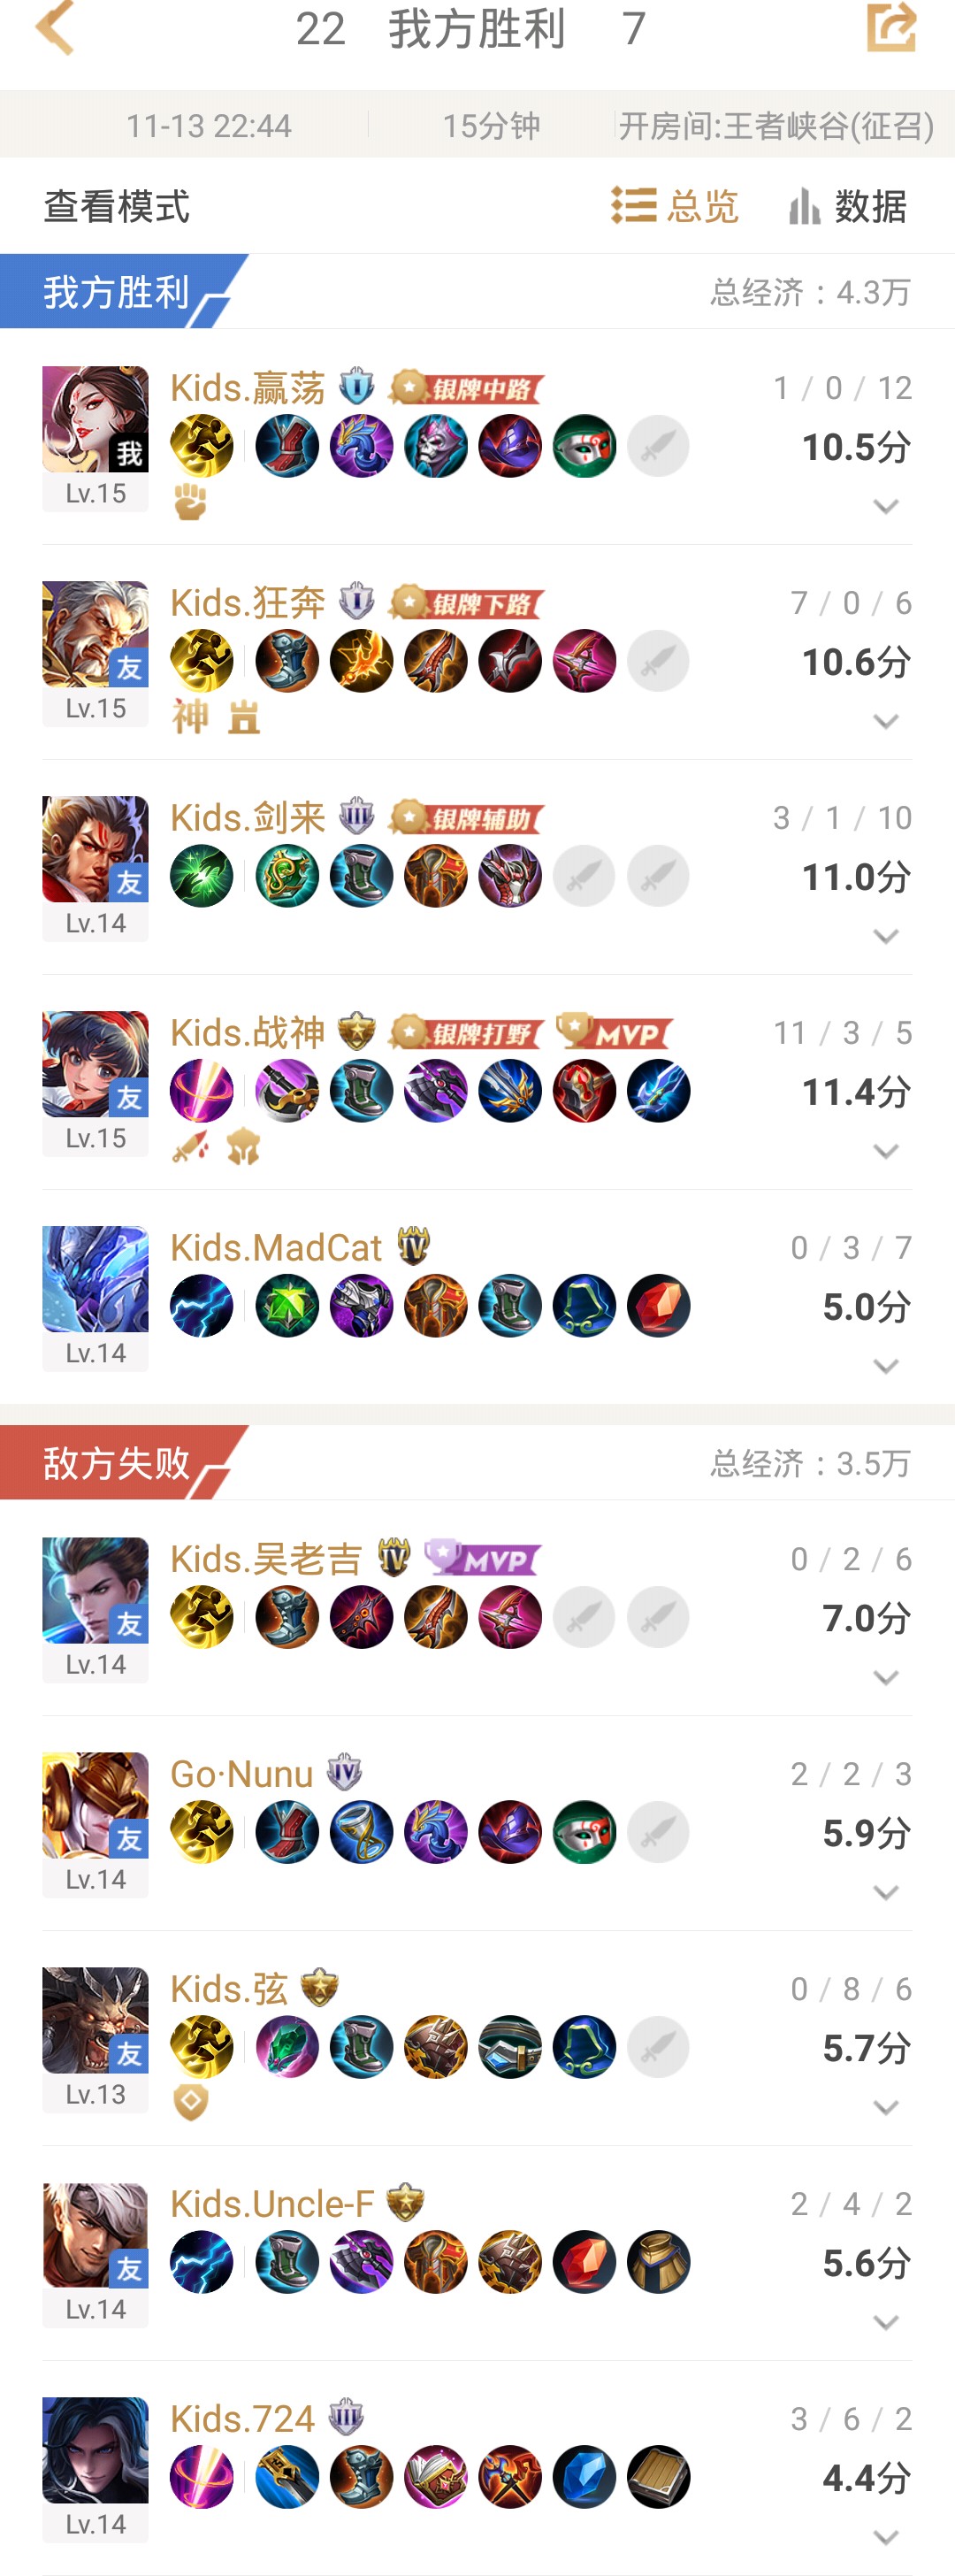 22 我方胜利 7
11-13 22:44 15分钟 开房间:王者峡谷(征召)
查看模式 总览 数据
我方胜利 总经济：4.3万
Kids.赢荡 I 银牌中路 1 / 0 / 12
我 10.5分
Lv.15
Kids.狂奔 I 银牌下路 7 / 0 / 6
友 10.6分
Lv.15 神
Kids.剑来 III 银牌辅助 3 / 1 / 10
友 11.0分
Lv.14
Kids.战神 银牌打野 MVP 11 / 3 / 5
友 11.4分
Lv.15
Kids.MadCat IV 0 / 3 / 7
5.0分
Lv.14
敌方失败 总经济：3.5万
Kids.吴老吉 IV MVP 0 / 2 / 6
友 7.0分
Lv.14
Go·Nunu IV 2 / 2 / 3
友 5.9分
Lv.14
Kids.弦 0 / 8 / 6
友 5.7分
Lv.13
Kids.Uncle-F 2 / 4 / 2
友 5.6分
Lv.14
Kids.724 III 3 / 6 / 2
4.4分
Lv.14